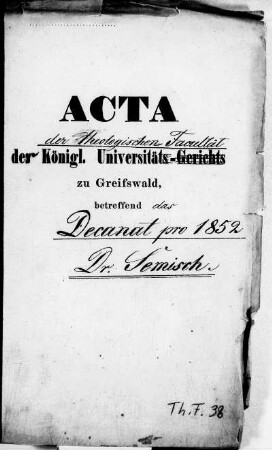 ACTA
der Theologischen Facultät
der Königl. Universitäts-Gerichts
zu Greifswald,
betreffend das
Decanat pro 1852
Dr. Semisch.
Th. F. 38